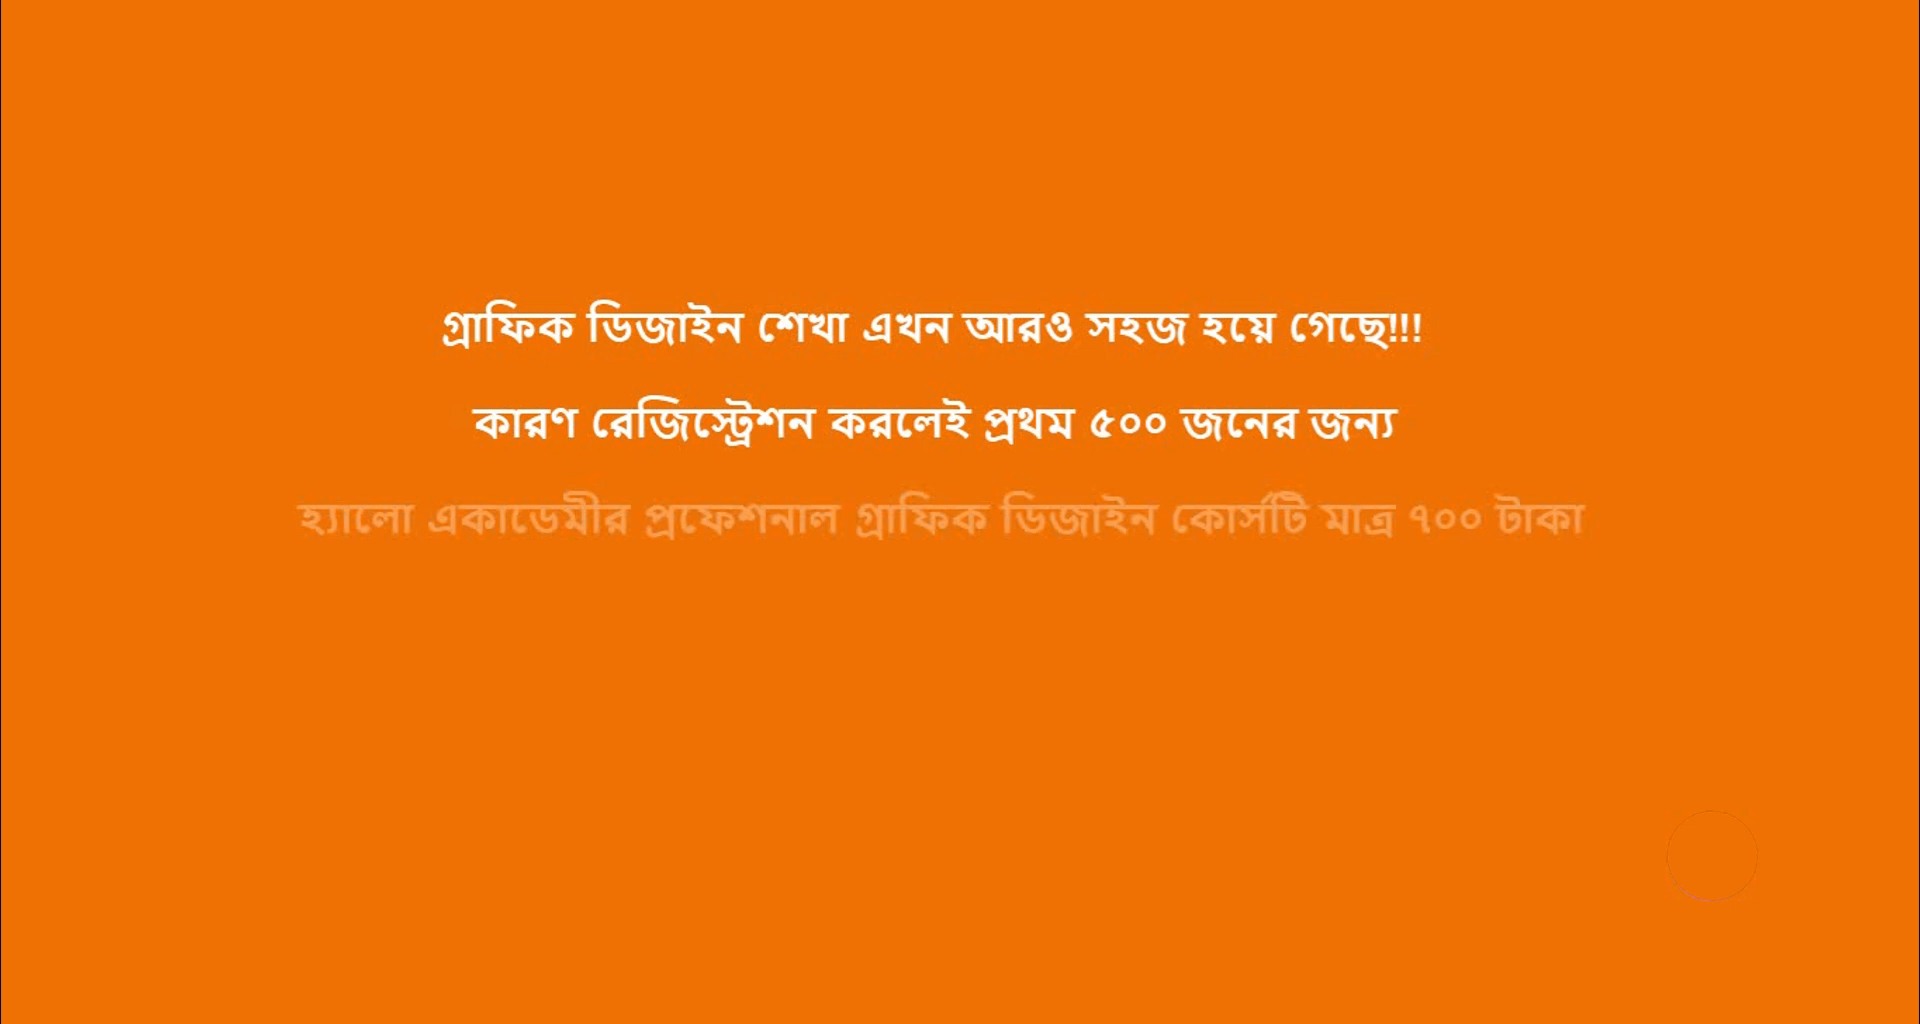 গ্রাফিক ডিজাইন শেখা এখন আরও সহজ হয়ে গেছে!!!
কারণ রেজিস্ট্রেশন করলেই প্রথম ৫০০ জনের জন্য
হ্যালো একাডেমীর প্রফেশনাল গ্রাফিক ডিজাইন কোর্সটি মাত্র ৭০০ টাকা